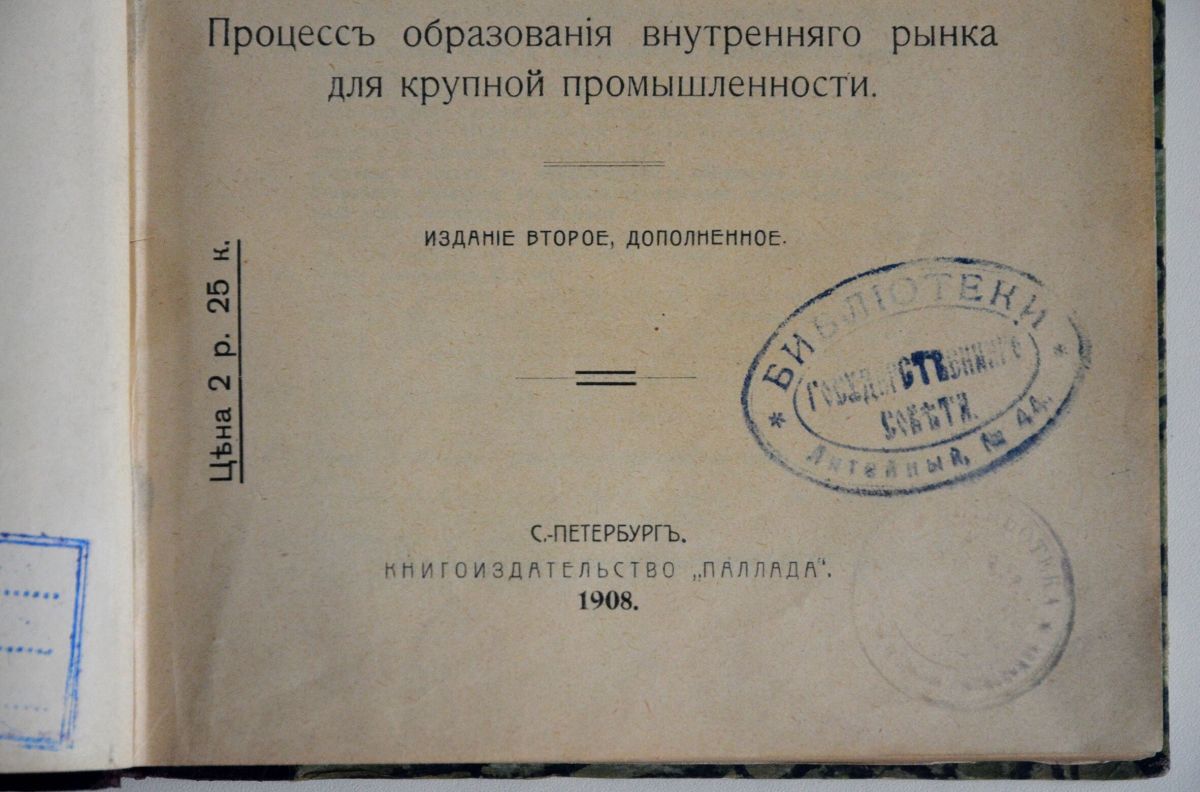 Процессъ образованія внутренняго рынка
для крупной промышленности.
ИЗДАНІЕ ВТОРОЕ, ДОПОЛНЕННОЕ.
Цѣна 2 р. 25 к.
* БИБЛІОТЕКИ *
ГОСУДАРСТВЕННАГО
СОВѢТА.
Литейный, № 44.
С.-ПЕТЕРБУРГЪ.
КНИГОИЗДАТЕЛЬСТВО „ПАЛЛАДА“.
1908.